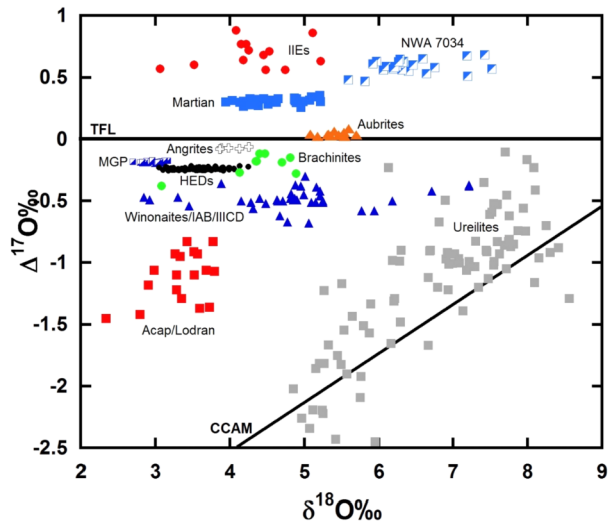 1
NWA 7034
IIEs
0.5
Martian
Aubrites
TFL
0
Angrites
MGP
Brachinites
HEDs
-0.5
Winonaites/IAB/IIICD
Ureilites
Δ¹⁷O‰
-1
Acap/Lodran
-1.5
-2
CCAM
-2.5
2 3 4 5 6 7 8 9
δ¹⁸O‰